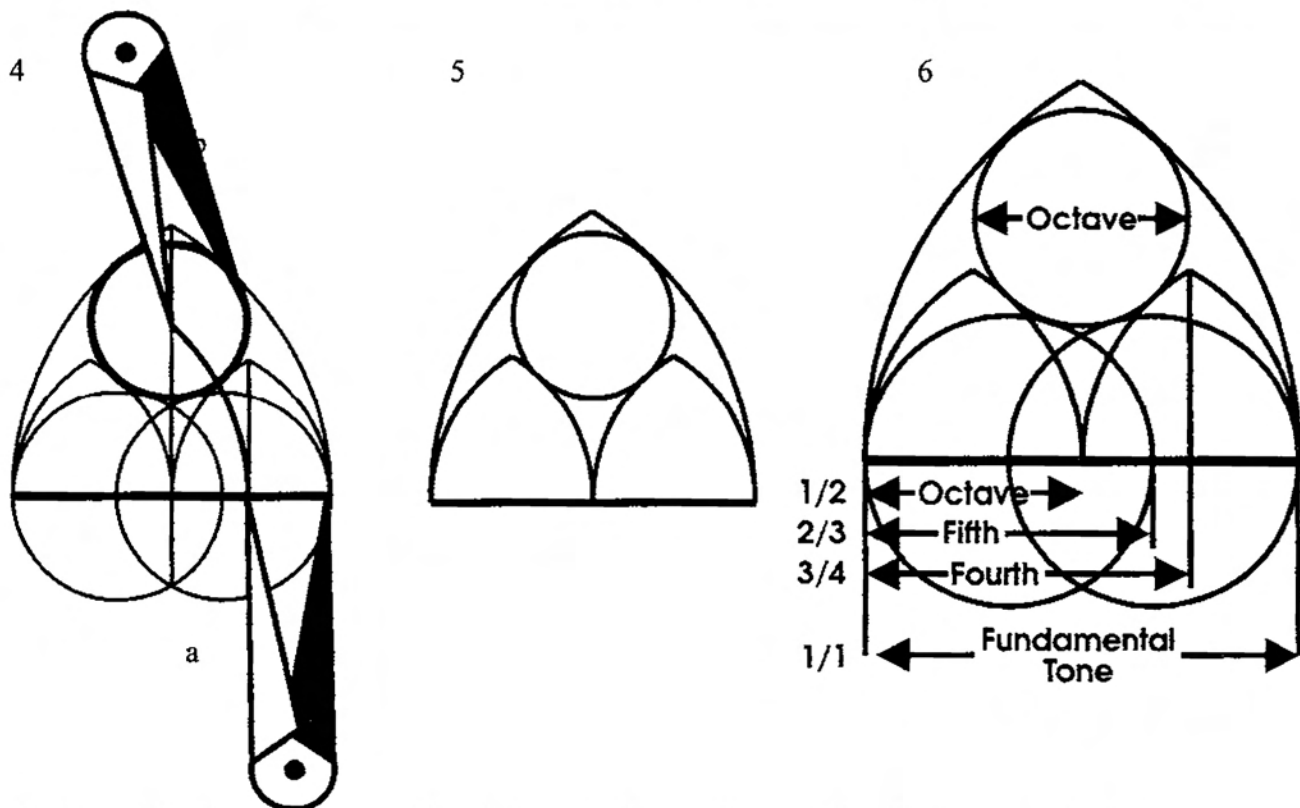 4
5
6
Octave
1/2 Octave
2/3 Fifth
3/4 Fourth
a
1/1 Fundamental
Tone